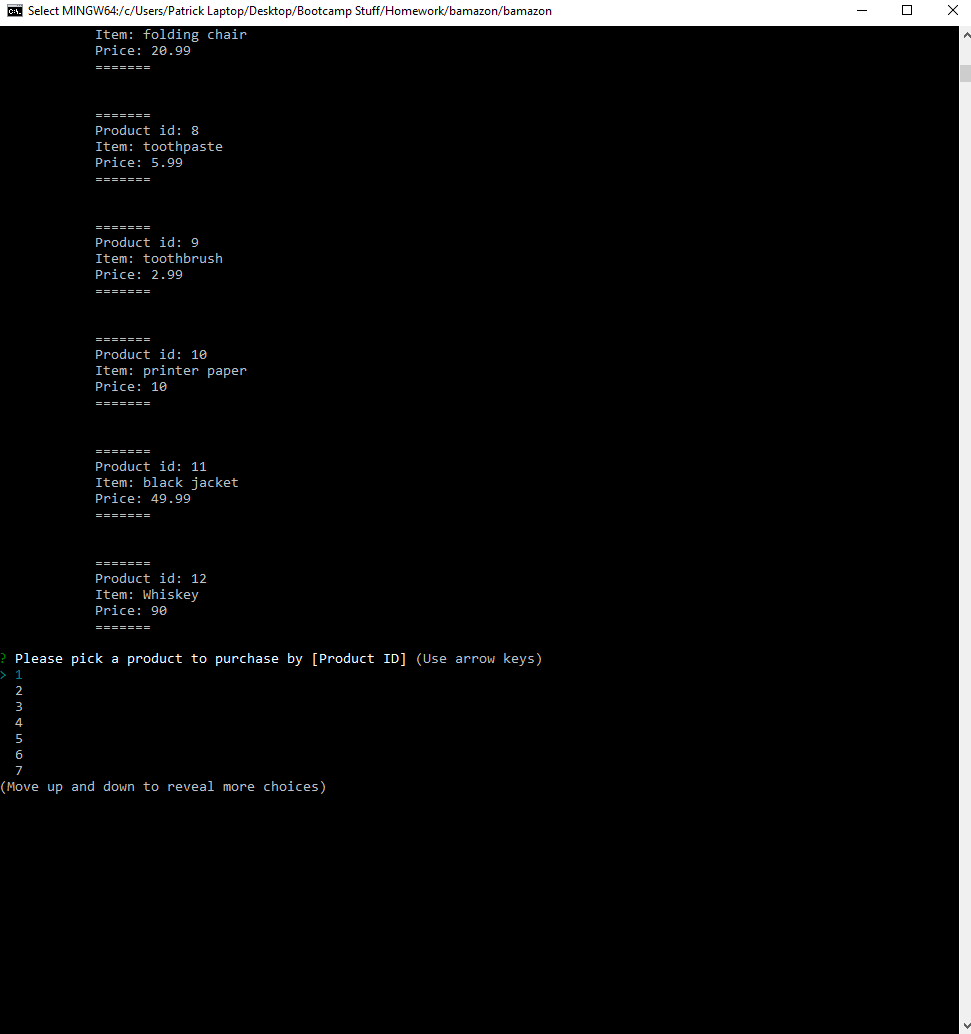 Select MINGW64:/c/Users/Patrick Laptop/Desktop/Bootcamp Stuff/Homework/bamazon/bamazon
Item: folding chair
Price: 20.99
=======
=======
Product id: 8
Item: toothpaste
Price: 5.99
=======
=======
Product id: 9
Item: toothbrush
Price: 2.99
=======
=======
Product id: 10
Item: printer paper
Price: 10
=======
=======
Product id: 11
Item: black jacket
Price: 49.99
=======
=======
Product id: 12
Item: Whiskey
Price: 90
=======
? Please pick a product to purchase by [Product ID] (Use arrow keys)
> 1
2
3
4
5
6
7
(Move up and down to reveal more choices)